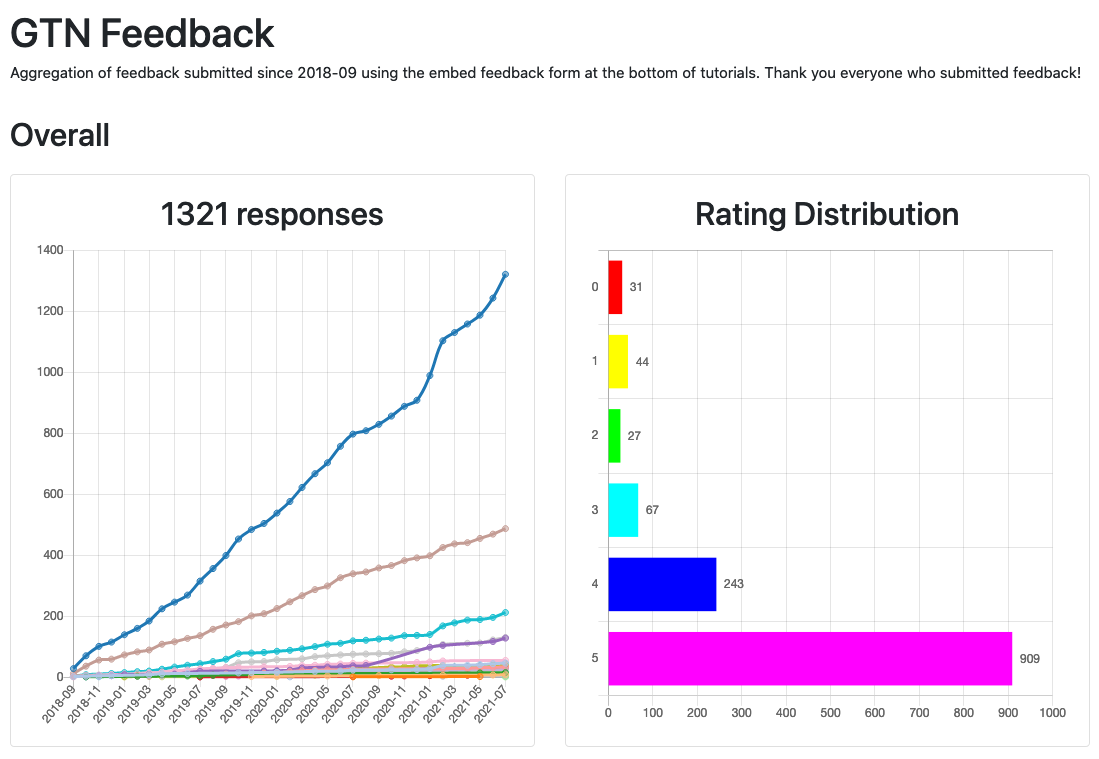 GTN Feedback
Aggregation of feedback submitted since 2018-09 using the embed feedback form at the bottom of tutorials. Thank you everyone who submitted feedback!
Overall
1321 responses
1400
1200
1000
800
600
400
200
0
2018-09 2018-11 2019-01 2019-03 2019-05 2019-07 2019-09 2019-11 2020-01 2020-03 2020-05 2020-07 2020-09 2020-11 2021-01 2021-03 2021-05 2021-07
Rating Distribution
0 31
1 44
2 27
3 67
4 243
5 909
0 100 200 300 400 500 600 700 800 900 1000